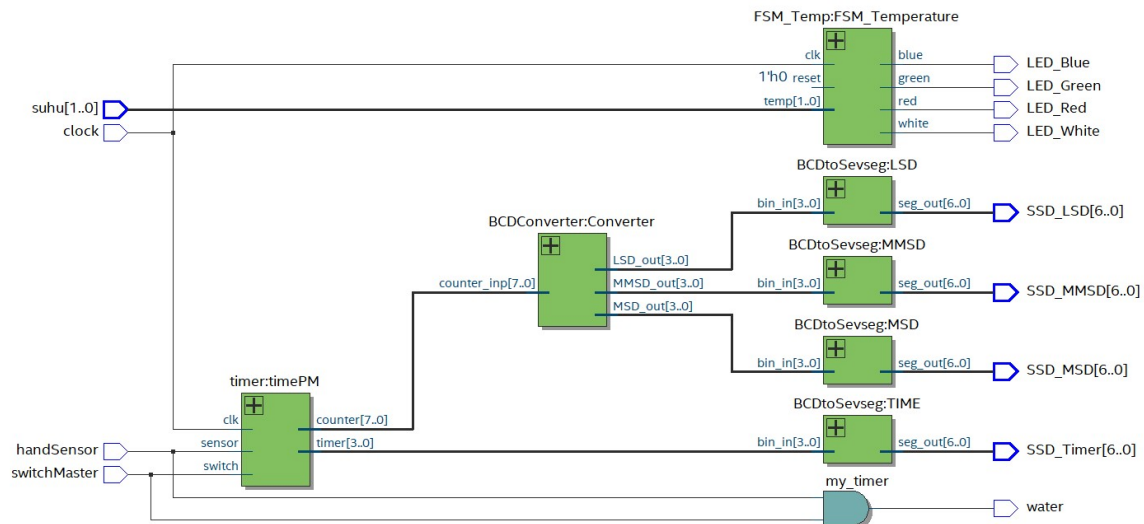 FSM_Temp:FSM_Temperature
clk
blue
LED_Blue
1'h0 reset
green
LED_Green
suhu[1..0]
temp[1..0]
red
LED_Red
clock
white
LED_White
BCDtoSevseg:LSD
bin_in[3..0]
seg_out[6..0]
SSD_LSD[6..0]
BCDConverter:Converter
LSD_out[3..0]
counter_inp[7..0]
MMSD_out[3..0]
MSD_out[3..0]
BCDtoSevseg:MMSD
bin_in[3..0]
seg_out[6..0]
SSD_MMSD[6..0]
BCDtoSevseg:MSD
bin_in[3..0]
seg_out[6..0]
SSD_MSD[6..0]
timer:timePM
clk
counter[7..0]
handSensor
sensor
timer[3..0]
switchMaster
switch
BCDtoSevseg:TIME
bin_in[3..0]
seg_out[6..0]
SSD_Timer[6..0]
my_timer
water